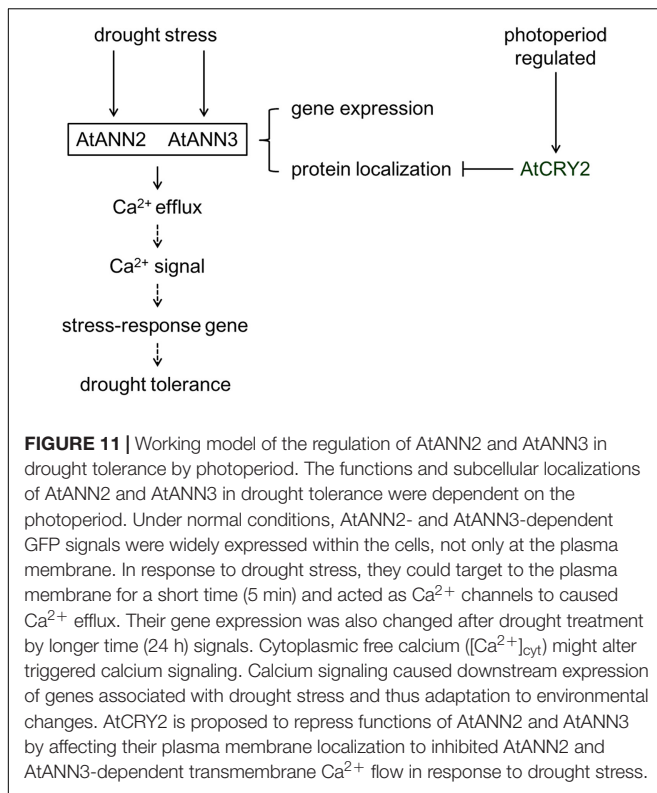 drought stress
photoperiod
regulated
AtANN2 AtANN3
gene expression
protein localization
AtCRY2
Ca²⁺ efflux
Ca²⁺ signal
stress-response gene
drought tolerance
FIGURE 11 | Working model of the regulation of AtANN2 and AtANN3 in
drought tolerance by photoperiod. The functions and subcellular localizations
of AtANN2 and AtANN3 in drought tolerance were dependent on the
photoperiod. Under normal conditions, AtANN2- and AtANN3-dependent
GFP signals were widely expressed within the cells, not only at the plasma
membrane. In response to drought stress, they could target to the plasma
membrane for a short time (5 min) and acted as Ca²⁺ channels to caused
Ca²⁺ efflux. Their gene expression was also changed after drought treatment
by longer time (24 h) signals. Cytoplasmic free calcium ([Ca²⁺]cyt) might alter
triggered calcium signaling. Calcium signaling caused downstream expression
of genes associated with drought stress and thus adaptation to environmental
changes. AtCRY2 is proposed to repress functions of AtANN2 and AtANN3
by affecting their plasma membrane localization to inhibited AtANN2 and
AtANN3-dependent transmembrane Ca²⁺ flow in response to drought stress.